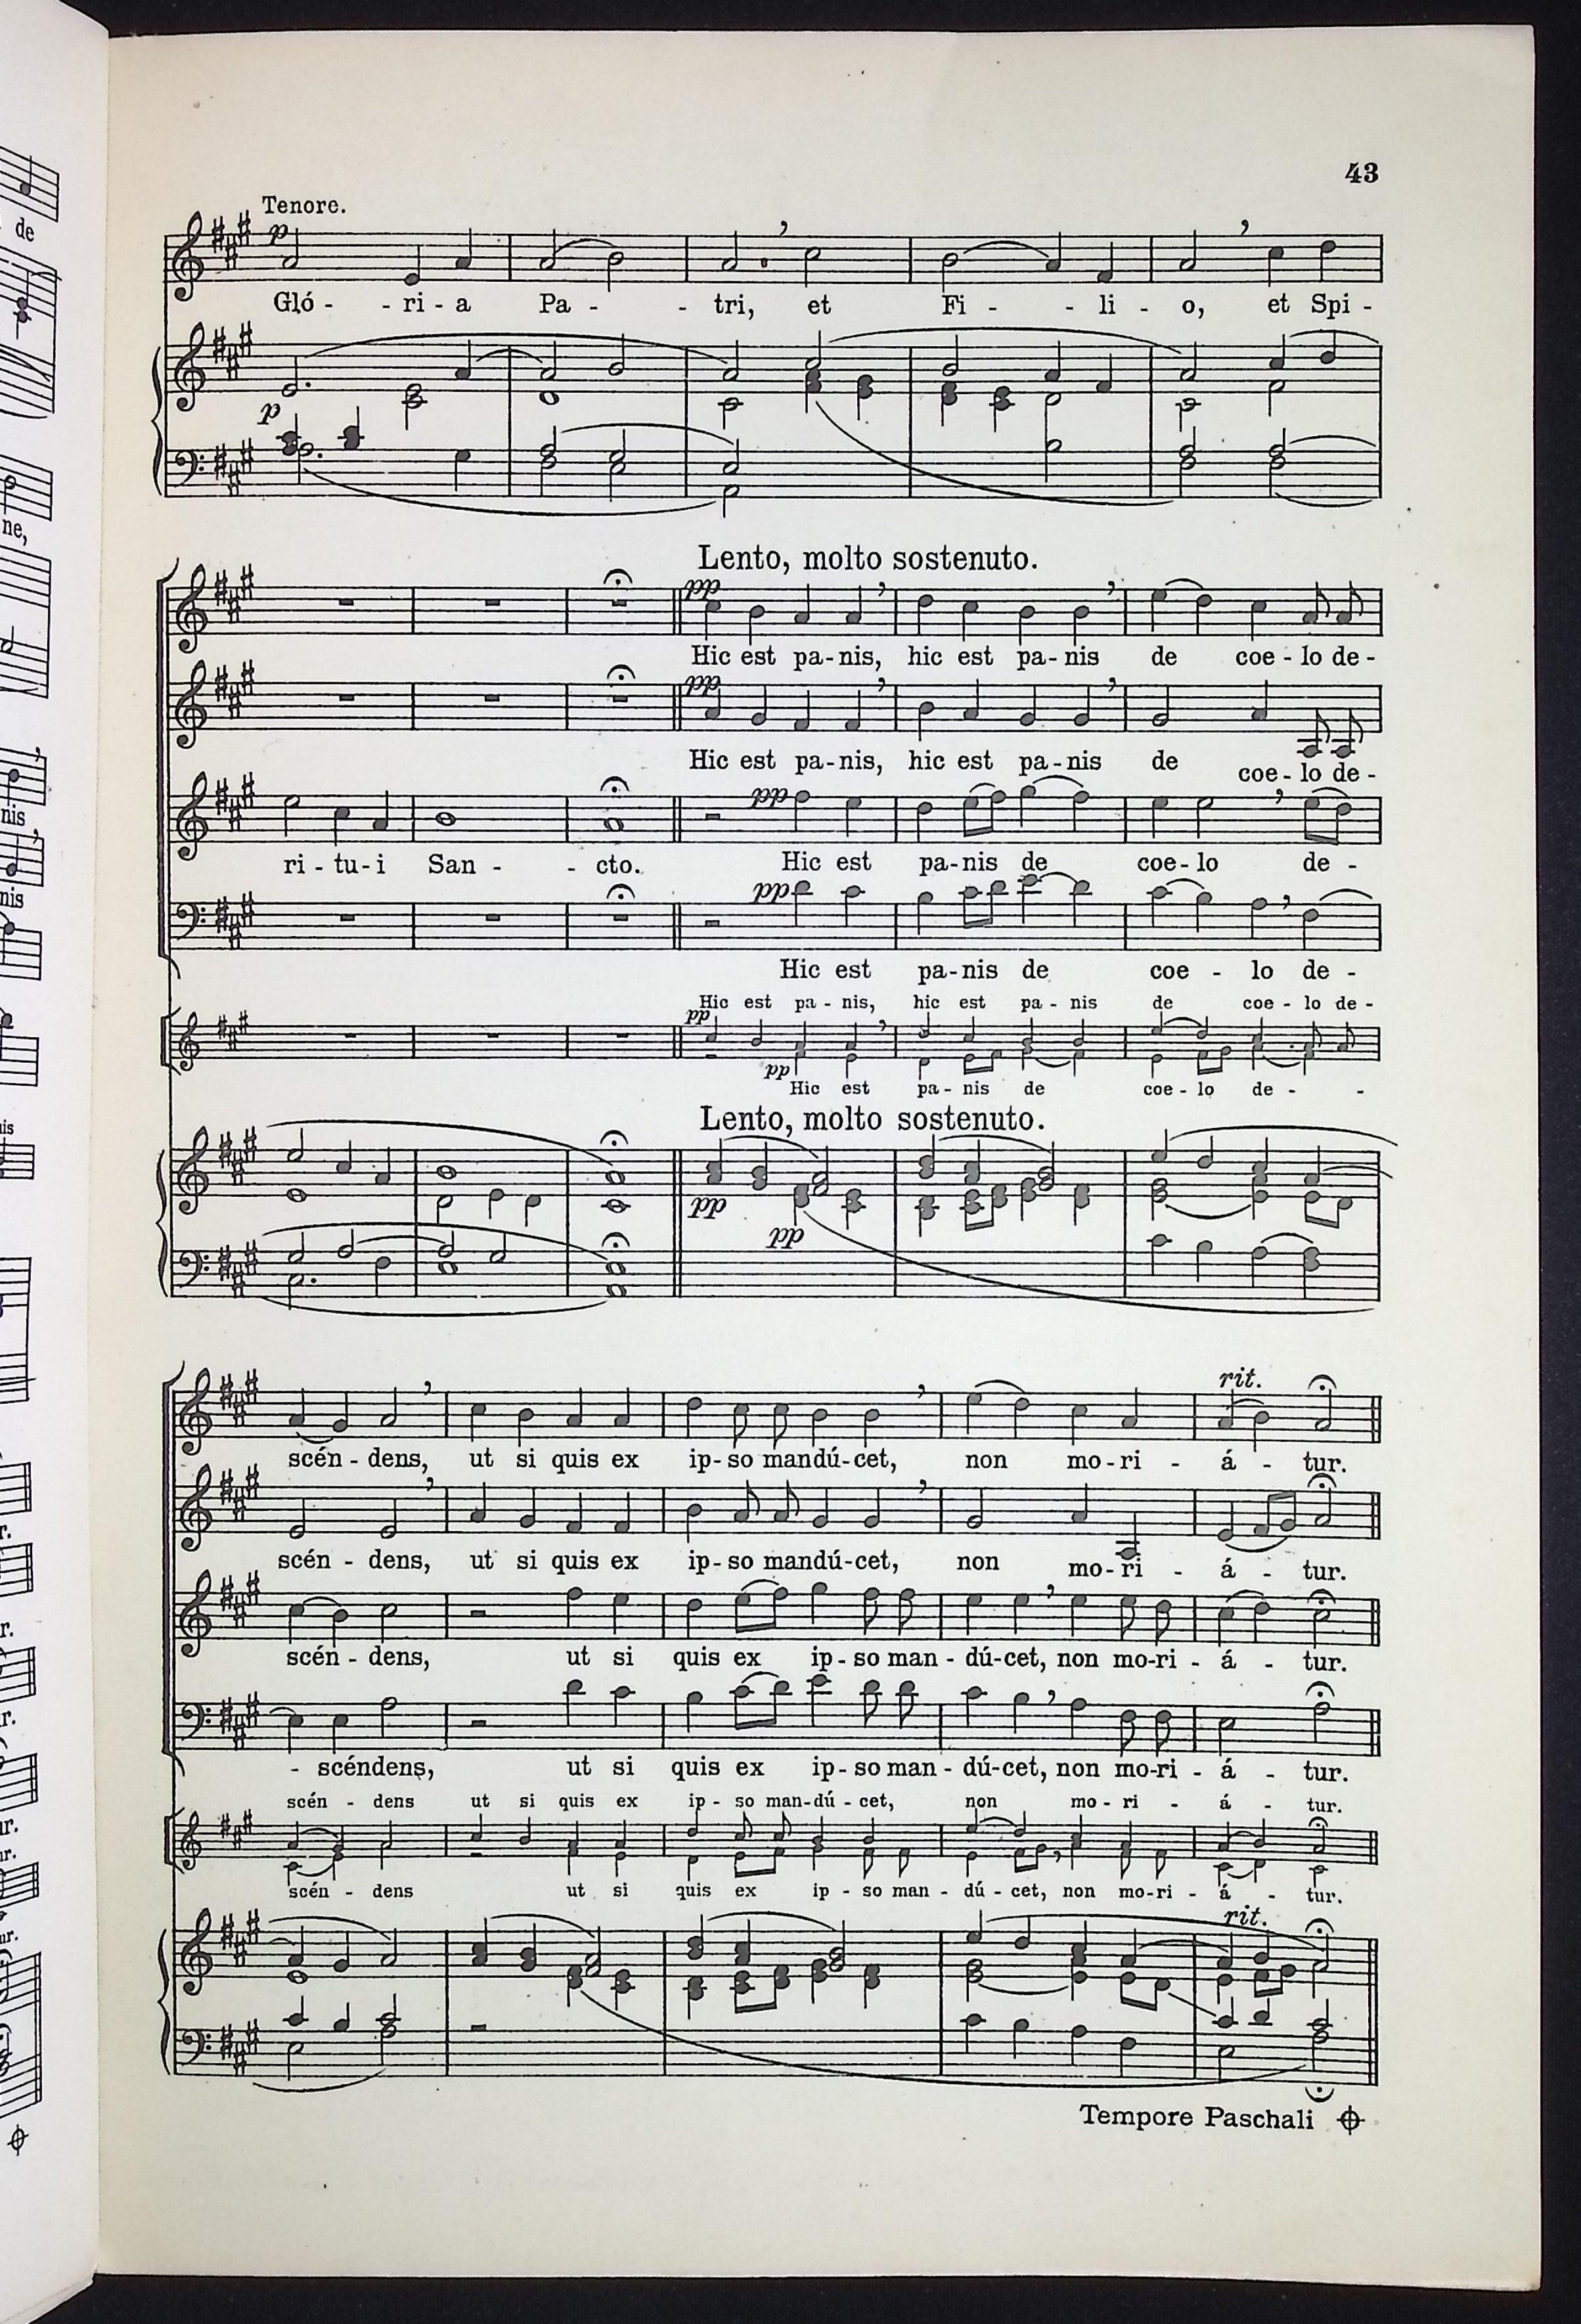 43
Tenore.
p
Gló - - ri - a Pa - - tri, et Fi - - li - o, et Spi -
p
Lento, molto sostenuto.
ppp
Hic est pa - nis, hic est pa - nis de coe - lo de -
ppp
Hic est pa - nis, hic est pa - nis de coe - lo de -
ppp
ri - tu - i San - - cto. Hic est pa - nis de coe - lo de -
pp
Hic est pa - nis de coe - lo de -
Hic est pa - nis, hic est pa - nis de coe - lo de -
pp
pp
Hic est pa - nis de coe - lo de - -
Lento, molto sostenuto.
pp
pp
rit.
scén - dens, ut si quis ex ip - so mandú - cet, non mo - ri - á - tur.
scén - dens, ut si quis ex ip - so mandú - cet, non mo - ri - á - tur.
scén - dens, ut si quis ex ip - so man - dú - cet, non mo - ri - á - tur.
- scéndens, ut si quis ex ip - so man - dú - cet, non mo - ri - á - tur.
scén - dens ut si quis ex ip - so man - dú - cet, non mo - ri - á - tur.
scén - dens ut si quis ex ip - so man - dú - cet, non mo - ri - á - tur.
rit.
Tempore Paschali
de
ne,
nis
nis